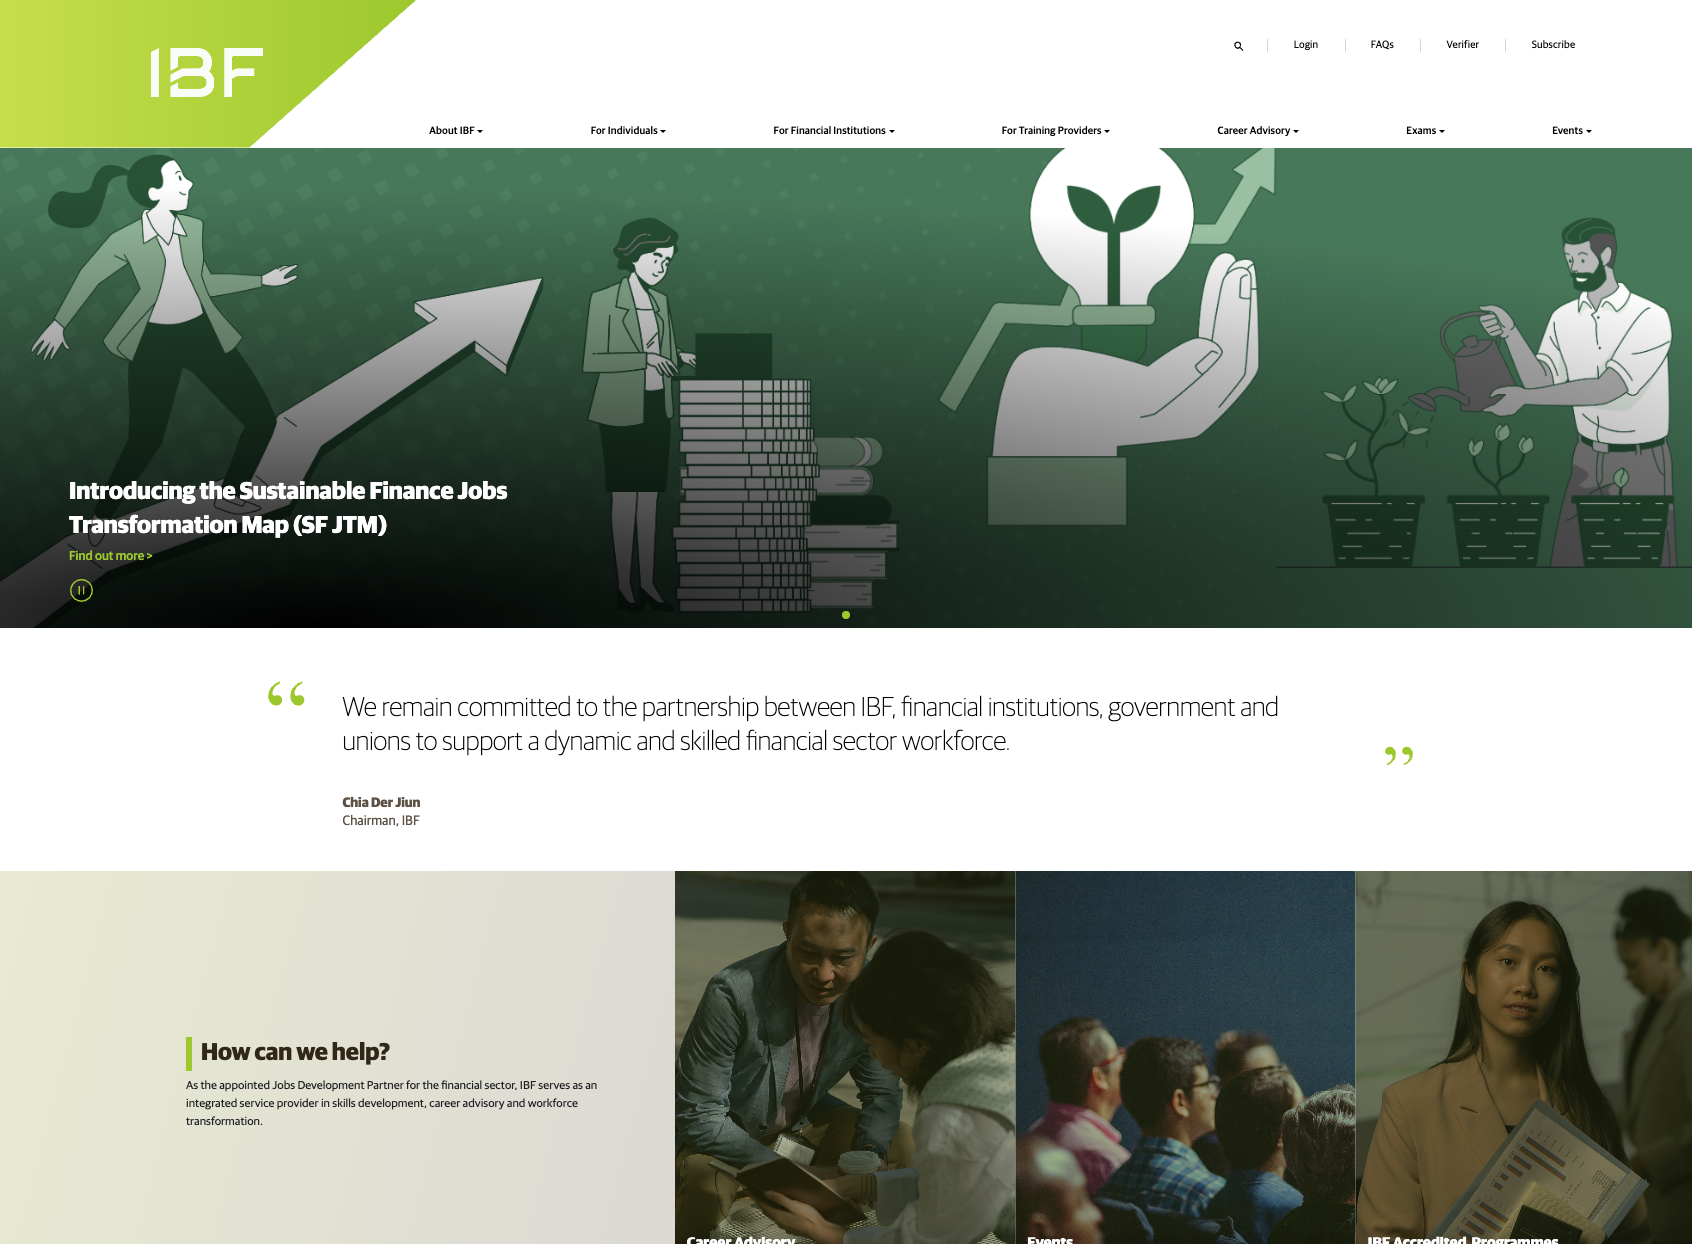 IBF
Login
FAQs
Verifier
Subscribe
About IBF
For Individuals
For Financial Institutions
For Training Providers
Career Advisory
Exams
Events
Introducing the Sustainable Finance Jobs
Transformation Map (SF JTM)
Find out more >
“
We remain committed to the partnership between IBF, financial institutions, government and
unions to support a dynamic and skilled financial sector workforce.
”
Chia Der Jiun
Chairman, IBF
How can we help?
As the appointed Jobs Development Partner for the financial sector, IBF serves as an
integrated service provider in skills development, career advisory and workforce
transformation.
Career Advisory
Events
IBF Accredited Programmes